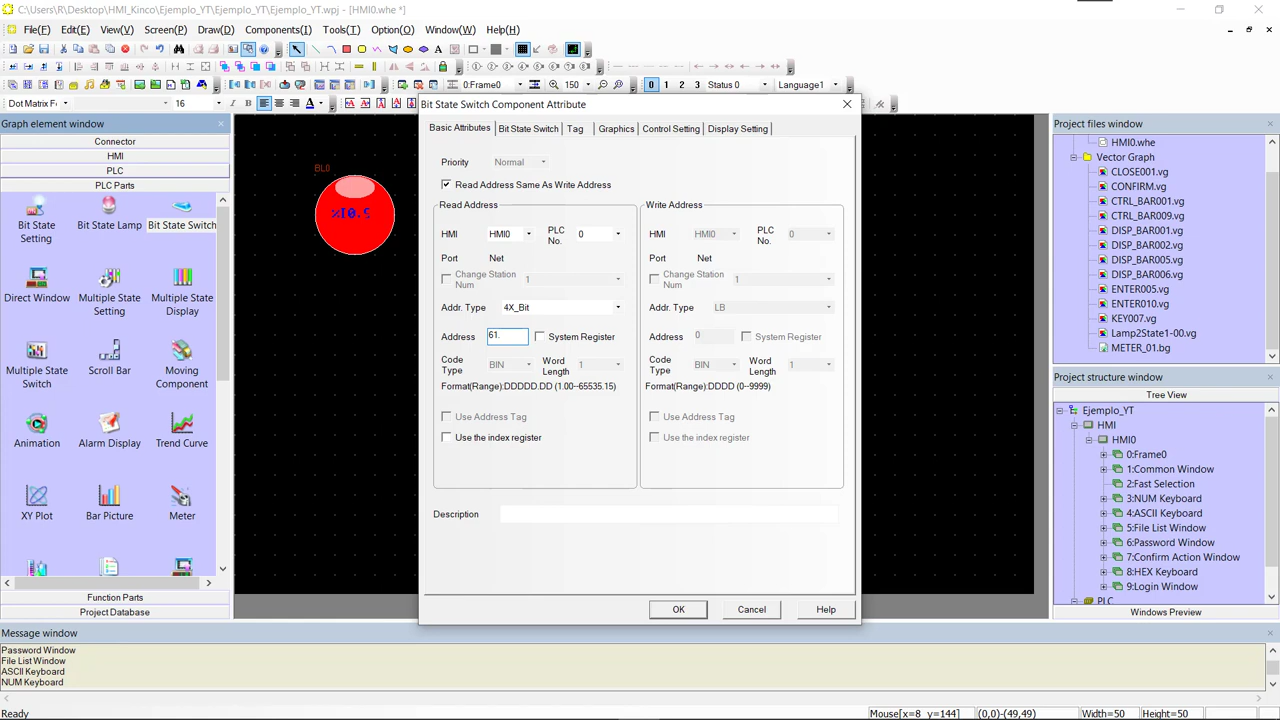 C:\Users\R\Desktop\HMI_Kinco\Ejemplo_YT\Ejemplo_YT\Ejemplo_YT.wpj - [HMI0.whe *]
File(F) Edit(E) View(V) Screen(P) Draw(D) Components(I) Tools(T) Option(O) Window(W) Help(H)
0:Frame0 150 0 1 2 3 Status 0 Language1
Dot Matrix F 16
Graph element window
Connector
HMI
PLC
PLC Parts
Bit State Setting
Bit State Lamp
Bit State Switch
Direct Window
Multiple State Setting
Multiple State Display
Multiple State Switch
Scroll Bar
Moving Component
Animation
Alarm Display
Trend Curve
XY Plot
Bar Picture
Meter
Function Parts
Project Database
BL0
%I0.5
Bit State Switch Component Attribute
Basic Attributes Bit State Switch Tag Graphics Control Setting Display Setting
Priority Normal
Read Address Same As Write Address
Read Address
HMI HMI0 PLC No. 0
Port Net
Change Station Num 1
Addr. Type 4X_Bit
Address 61. System Register
Code Type BIN Word Length 1
Format(Range):DDDDD.DD (1.00--65535.15)
Use Address Tag
Use the index register
Write Address
HMI HMI0 PLC No. 0
Port Net
Change Station Num 1
Addr. Type LB
Address 0 System Register
Code Type BIN Word Length 1
Format(Range):DDDD (0--9999)
Use Address Tag
Use the index register
Description
OK Cancel Help
Project files window
HMI0.whe
Vector Graph
CLOSE001.vg
CONFIRM.vg
CTRL_BAR001.vg
CTRL_BAR009.vg
DISP_BAR001.vg
DISP_BAR002.vg
DISP_BAR005.vg
DISP_BAR006.vg
ENTER005.vg
ENTER010.vg
KEY007.vg
Lamp2State1-00.vg
METER_01.bg
Project structure window
Tree View
Ejemplo_YT
HMI
HMI0
0:Frame0
1:Common Window
2:Fast Selection
3:NUM Keyboard
4:ASCII Keyboard
5:File List Window
6:Password Window
7:Confirm Action Window
8:HEX Keyboard
9:Login Window
PLC
Windows Preview
Message window
Password Window
File List Window
ASCII Keyboard
NUM Keyboard
Ready Mouse[x=8 y=144] (0,0)-(49,49) Width=50 Height=50